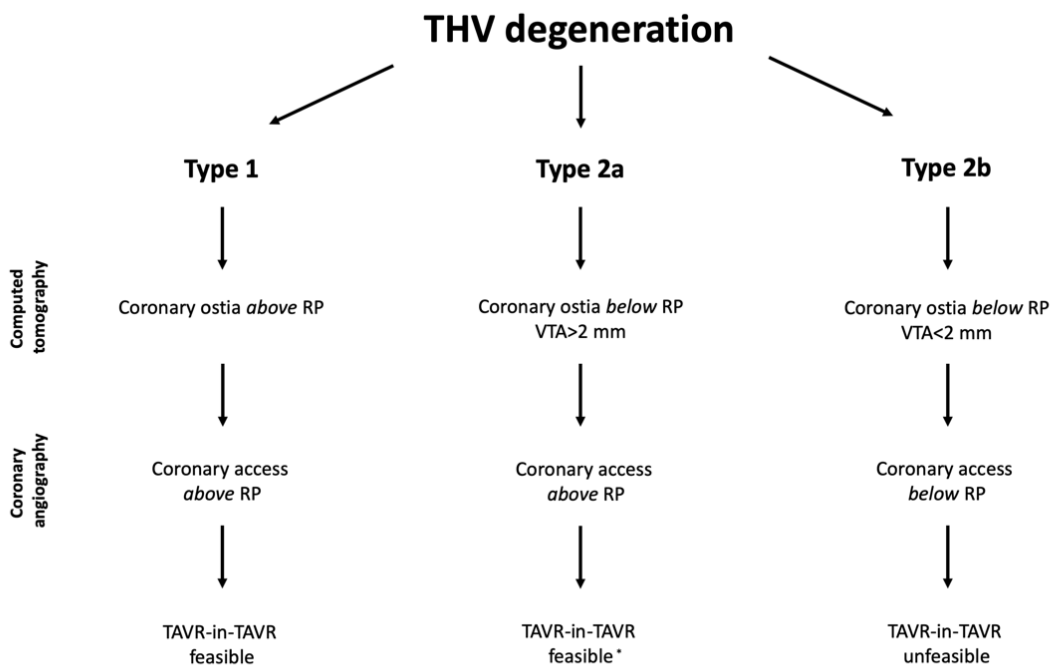 THV degeneration
Type 1
Type 2a
Type 2b
Computed
tomography
Coronary ostia above RP
Coronary ostia below RP
VTA>2 mm
Coronary ostia below RP
VTA<2 mm
Coronary
angiography
Coronary access
above RP
Coronary access
above RP
Coronary access
below RP
TAVR-in-TAVR
feasible
TAVR-in-TAVR
feasible*
TAVR-in-TAVR
unfeasible